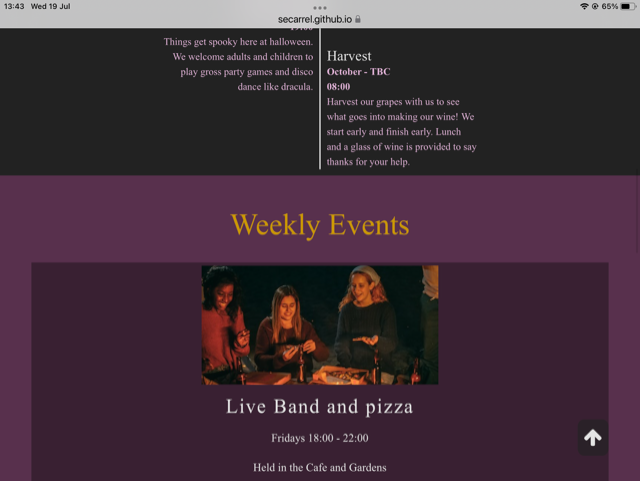 13:43 Wed 19 Jul
65%
secarrel.github.io
Things get spooky here at halloween.
We welcome adults and children to
play gross party games and disco
dance like dracula.
Harvest
October - TBC
08:00
Harvest our grapes with us to see
what goes into making our wine! We
start early and finish early. Lunch
and a glass of wine is provided to say
thanks for your help.
Weekly Events
Live Band and pizza
Fridays 18:00 - 22:00
Held in the Cafe and Gardens